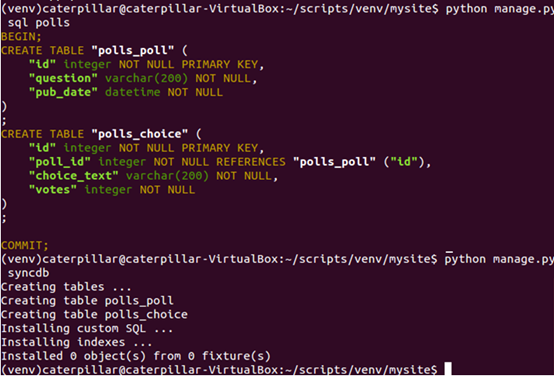 (venv)caterpillar@caterpillar-VirtualBox:~/scripts/venv/mysite$ python manage.py
 sql polls
BEGIN;
CREATE TABLE "polls_poll" (
    "id" integer NOT NULL PRIMARY KEY,
    "question" varchar(200) NOT NULL,
    "pub_date" datetime NOT NULL
)
;
CREATE TABLE "polls_choice" (
    "id" integer NOT NULL PRIMARY KEY,
    "poll_id" integer NOT NULL REFERENCES "polls_poll" ("id"),
    "choice_text" varchar(200) NOT NULL,
    "votes" integer NOT NULL
)
;

COMMIT;
(venv)caterpillar@caterpillar-VirtualBox:~/scripts/venv/mysite$ python manage.py
 syncdb
Creating tables ...
Creating table polls_poll
Creating table polls_choice
Installing custom SQL ...
Installing indexes ...
Installed 0 object(s) from 0 fixture(s)
(venv)caterpillar@caterpillar-VirtualBox:~/scripts/venv/mysite$